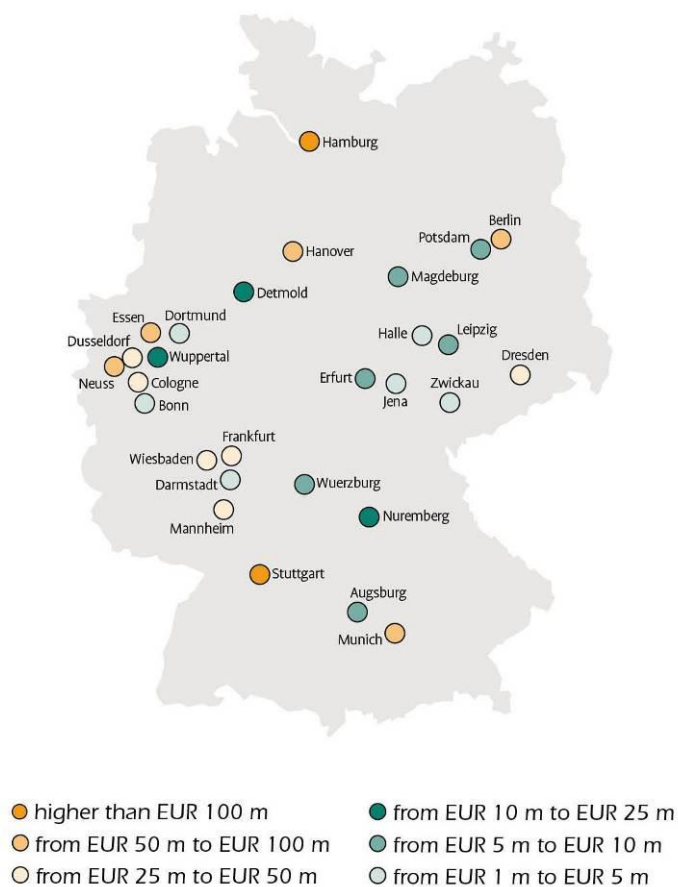 Hamburg
Berlin
Potsdam
Hanover
Magdeburg
Detmold
Essen
Dortmund
Halle
Leipzig
Dusseldorf
Wuppertal
Dresden
Neuss
Cologne
Erfurt
Jena
Zwickau
Bonn
Frankfurt
Wiesbaden
Darmstadt
Wuerzburg
Mannheim
Nuremberg
Stuttgart
Augsburg
Munich
higher than EUR 100 m
from EUR 50 m to EUR 100 m
from EUR 25 m to EUR 50 m
from EUR 10 m to EUR 25 m
from EUR 5 m to EUR 10 m
from EUR 1 m to EUR 5 m